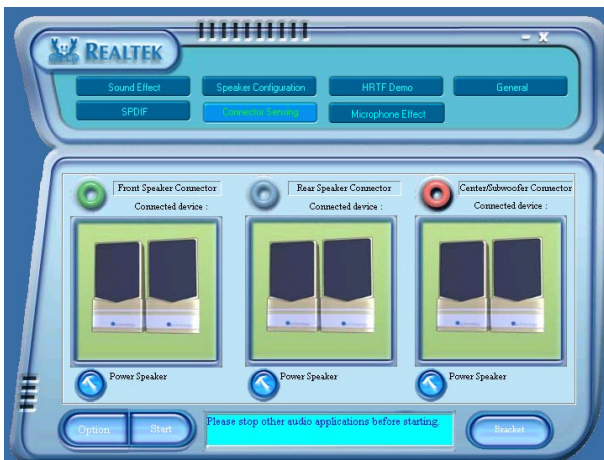 REALTEK
- X
Sound Effect
Speaker Configuration
HRTF Demo
General
SPDIF
Connector Sensing
Microphone Effect
Front Speaker Connector
Rear Speaker Connector
Center/Subwoofer Connector
Connected device :
Connected device :
Connected device :
Power Speaker
Power Speaker
Power Speaker
Option
Start
Please stop other audio applications before starting.
Bracket